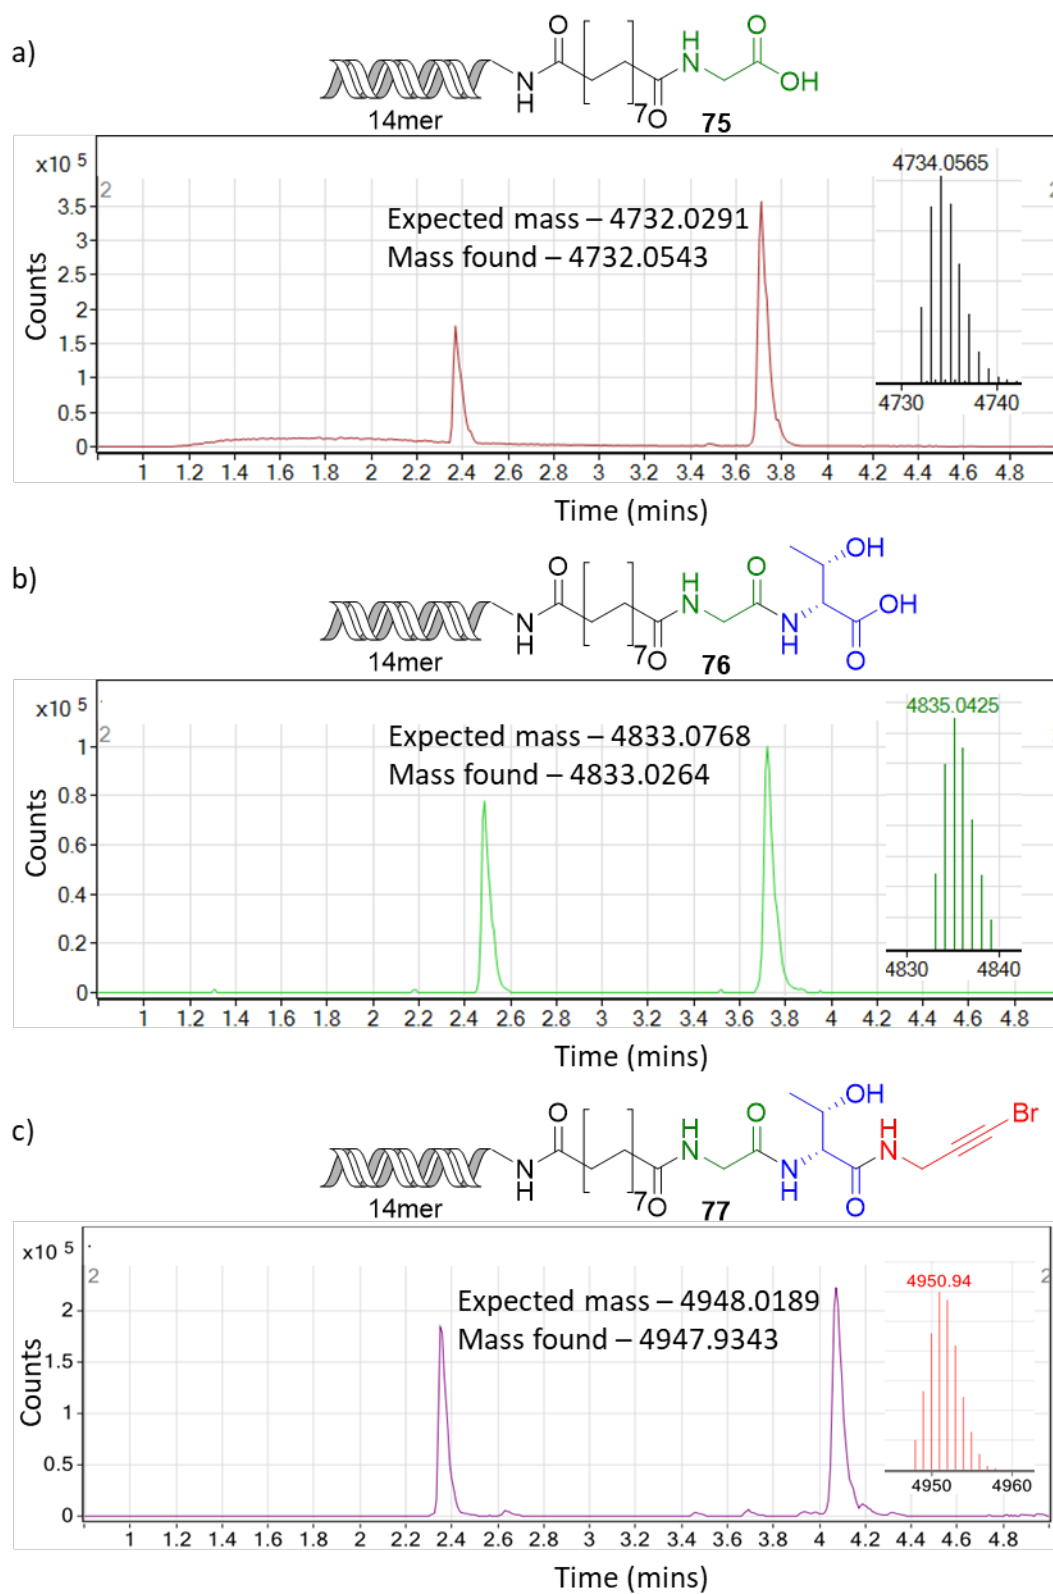 a)
O
H
N
O
OH
N
H
7
O
14mer
75
x10 5
2
2
4734.0565
Expected mass – 4732.0291
Mass found – 4732.0543
3.5
3
2.5
2
1.5
1
0.5
0
Counts
4730 4740
1 1.2 1.4 1.6 1.8 2 2.2 2.4 2.6 2.8 3 3.2 3.4 3.6 3.8 4 4.2 4.4 4.6 4.8
Time (mins)
b)
O
H
N
O
OH
OH
N
H
7
O
N
H
O
14mer
76
x10 5
2
4835.0425
Expected mass – 4833.0768
Mass found – 4833.0264
1
0.8
0.6
0.4
0.2
0
Counts
4830 4840
1 1.2 1.4 1.6 1.8 2 2.2 2.4 2.6 2.8 3 3.2 3.4 3.6 3.8 4 4.2 4.4 4.6 4.8
Time (mins)
c)
O
H
N
O
OH
H
N
Br
N
H
7
O
N
H
O
14mer
77
x10 5
2
2
4950.94
Expected mass – 4948.0189
Mass found – 4947.9343
2
1.5
1
0.5
0
Counts
4950 4960
1 1.2 1.4 1.6 1.8 2 2.2 2.4 2.6 2.8 3 3.2 3.4 3.6 3.8 4 4.2 4.4 4.6 4.8
Time (mins)